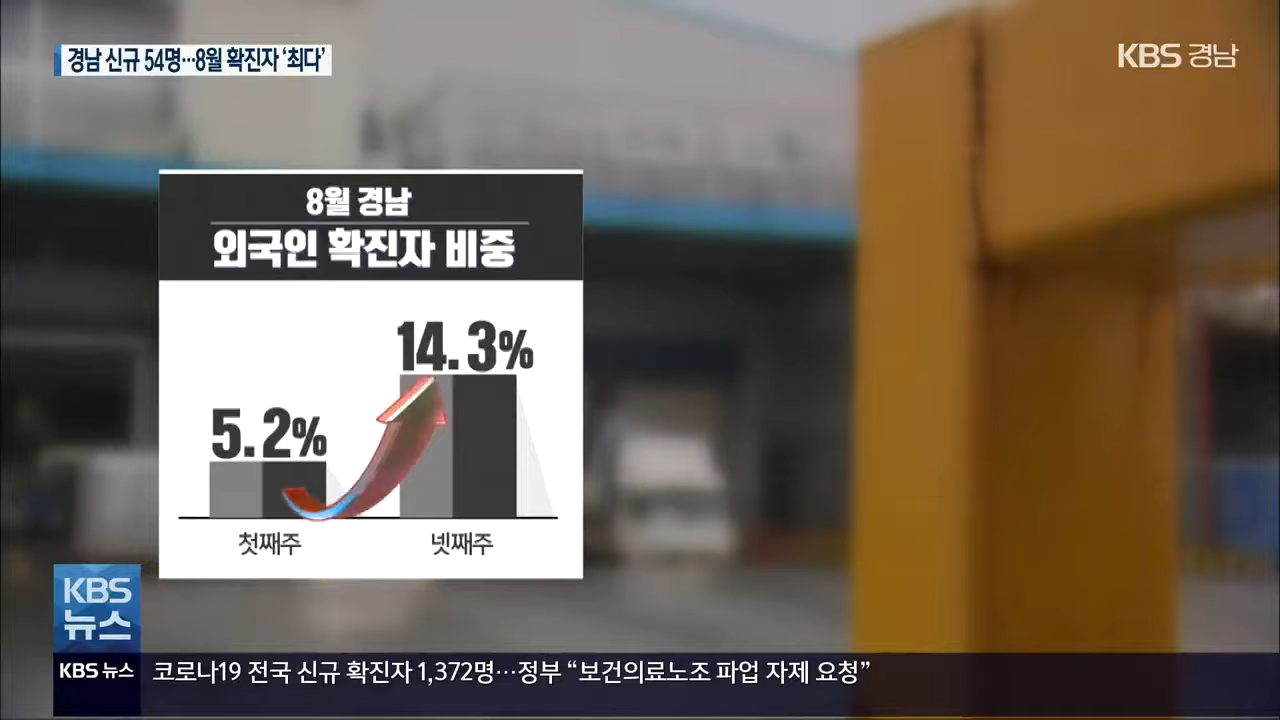 경남 신규 54명…8월 확진자 ‘최다’
KBS 경남
8월 경남
외국인 확진자 비중
14.3%
5.2%
첫째주
넷째주
KBS
뉴스
KBS 뉴스
코로나19 전국 신규 확진자 1,372명…정부 “보건의료노조 파업 자제 요청”